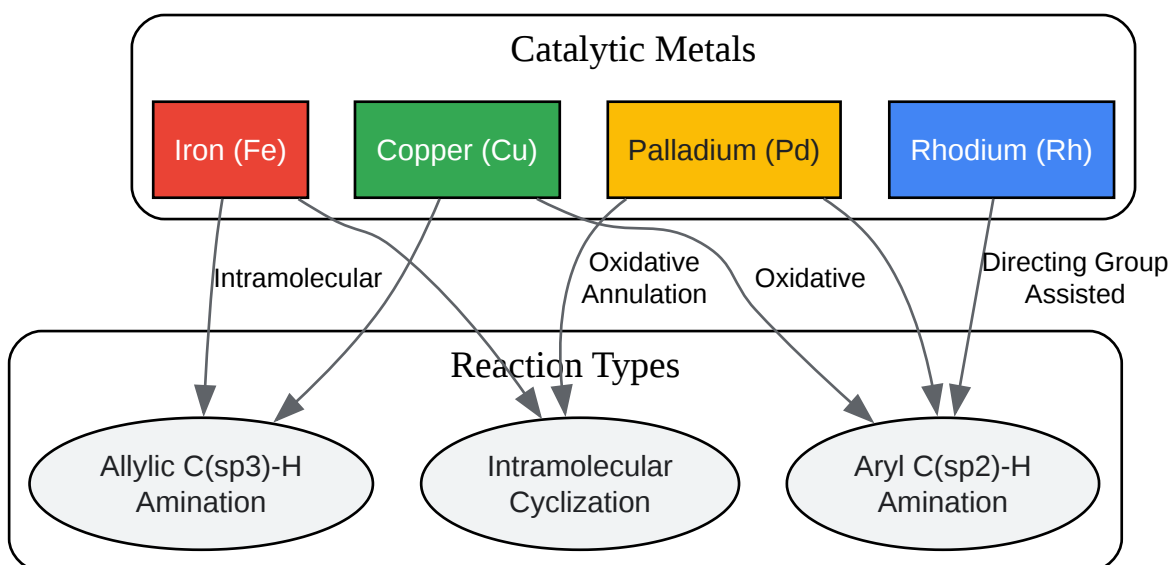 Catalytic Metals
Iron (Fe)
Copper (Cu)
Palladium (Pd)
Rhodium (Rh)
Intramolecular
Oxidative
Annulation
Oxidative
Directing Group
Assisted
Reaction Types
Allylic C(sp3)-H
Amination
Intramolecular
Cyclization
Aryl C(sp2)-H
Amination